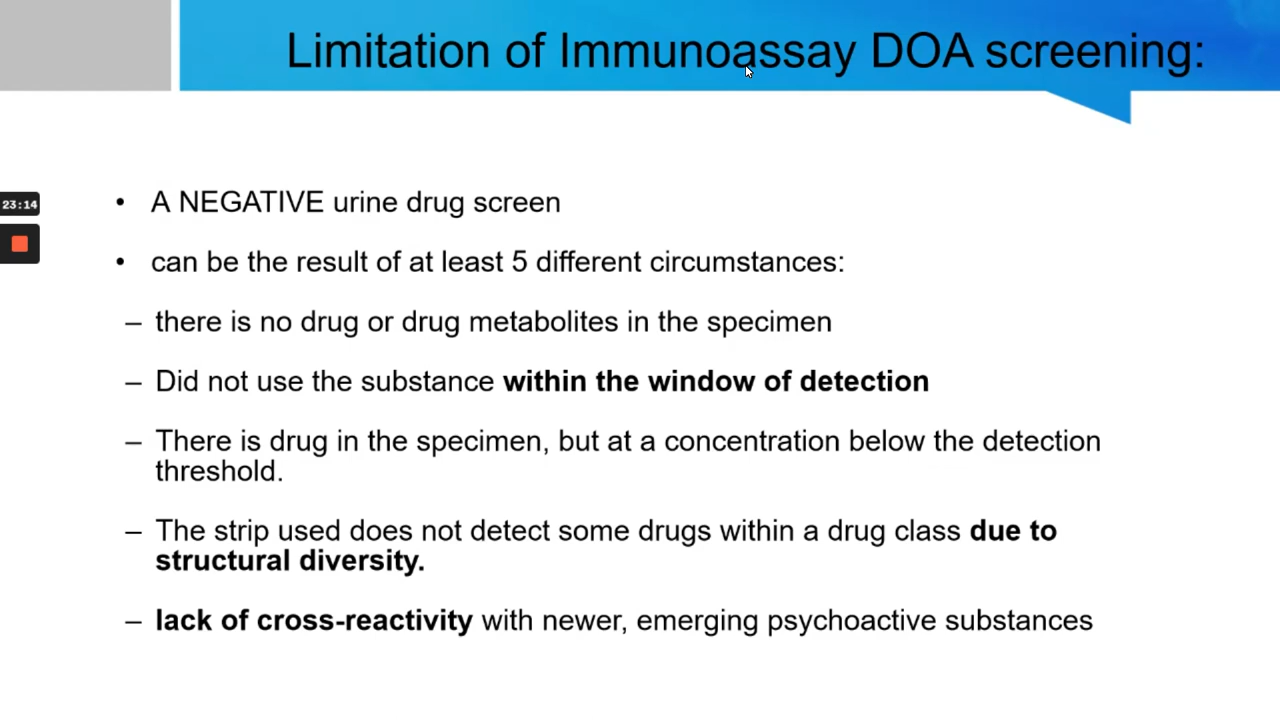 Limitation of Immunoassay DOA screening:
23:14
• A NEGATIVE urine drug screen
• can be the result of at least 5 different circumstances:
– there is no drug or drug metabolites in the specimen
– Did not use the substance within the window of detection
– There is drug in the specimen, but at a concentration below the detection
threshold.
– The strip used does not detect some drugs within a drug class due to
structural diversity.
– lack of cross-reactivity with newer, emerging psychoactive substances